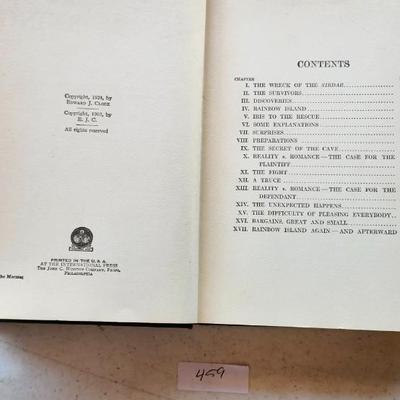 Copyright, 1929, by
EDWARD J. CLODE
Copyright, 1903, by
E. J. C.
All rights reserved
PRINTED IN THE U. S. A.
AT THE INTERNATIONAL PRESS
THE JOHN C. WINSTON COMPANY, PROPS.
PHILADELPHIA
the Morning
CONTENTS
CHAPTER
I. THE WRECK OF THE SIRDAR
II. THE SURVIVORS
III. DISCOVERIES
IV. RAINBOW ISLAND
V. IRIS TO THE RESCUE
VI. SOME EXPLANATIONS
VII. SURPRISES
VIII. PREPARATIONS
IX. THE SECRET OF THE CAVE
X. REALITY v. ROMANCE—THE CASE FOR THE
PLAINTIFF
XI. THE FIGHT
XII. A TRUCE
XIII. REALITY v. ROMANCE—THE CASE FOR THE
DEFENDANT
XIV. THE UNEXPECTED HAPPENS
XV. THE DIFFICULTY OF PLEASING EVERYBODY
XVI. BARGAINS, GREAT AND SMALL
XVII. RAINBOW ISLAND AGAIN—AND AFTERWARD
459